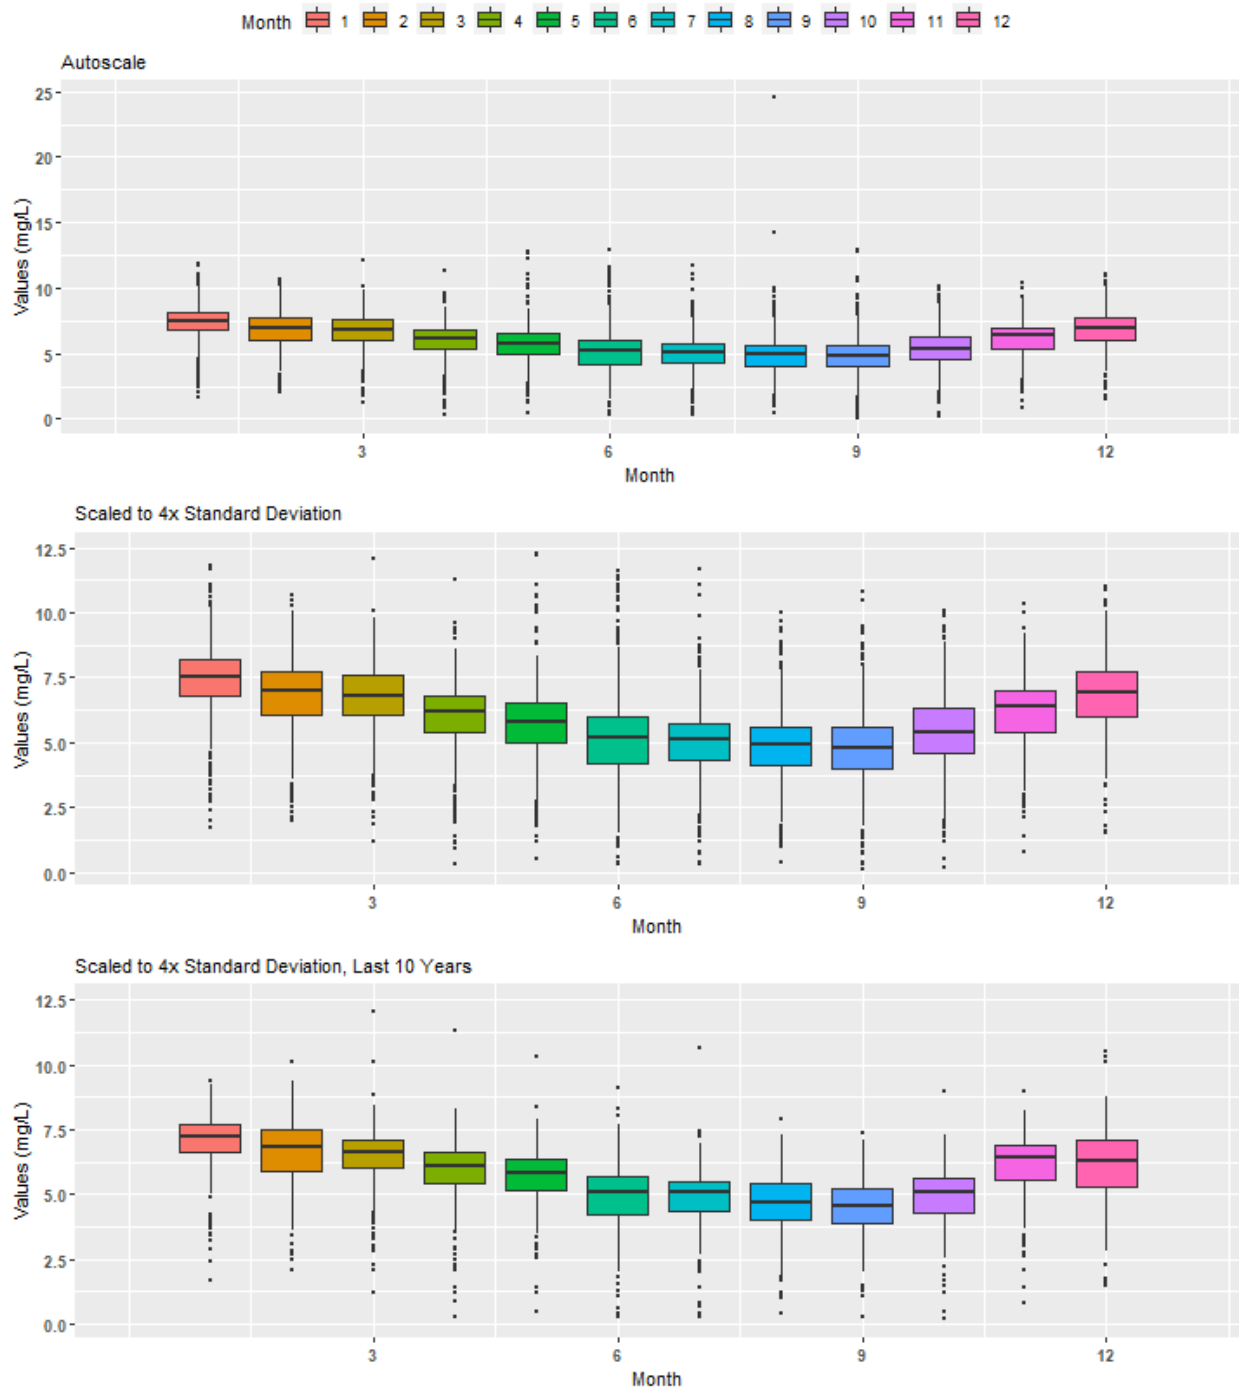 Month 1 2 3 4 5 6 7 8 9 10 11 12
Autoscale
Values (mg/L)
25
20
15
10
5
0
3 6 9 12
Month
Scaled to 4x Standard Deviation
Values (mg/L)
12.5
10.0
7.5
5.0
2.5
0.0
3 6 9 12
Month
Scaled to 4x Standard Deviation, Last 10 Years
Values (mg/L)
12.5
10.0
7.5
5.0
2.5
0.0
3 6 9 12
Month